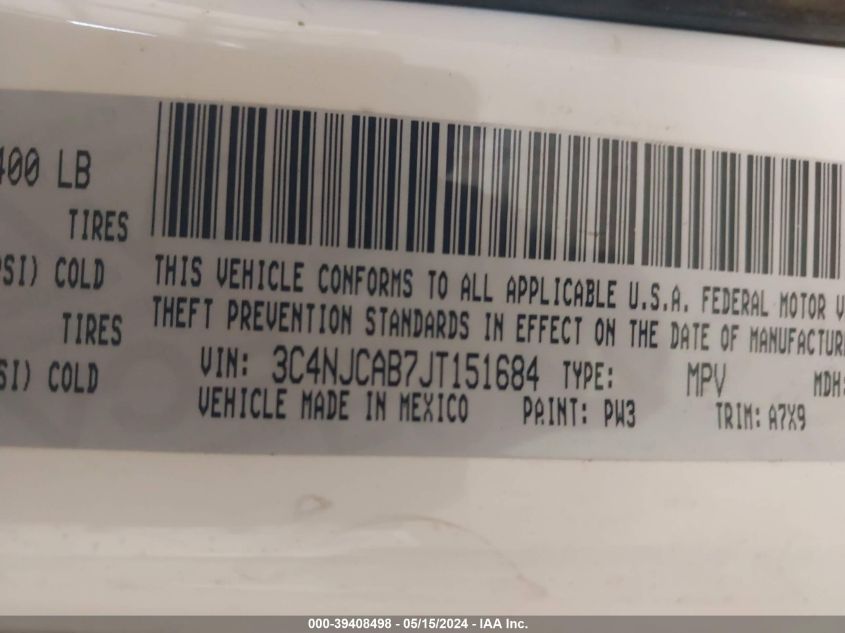 400 LB
TIRES
PSI) COLD
TIRES
SI) COLD
THIS VEHICLE CONFORMS TO ALL APPLICABLE U.S.A. FEDERAL MOTOR V
THEFT PREVENTION STANDARDS IN EFFECT ON THE DATE OF MANUFACTUR
VIN: 3C4NJCAB7JT151684 TYPE: MPV MDH:
VEHICLE MADE IN MEXICO PAINT: PW3 TRIM: A7X9
000-39408498 - 05/15/2024 - IAA Inc.